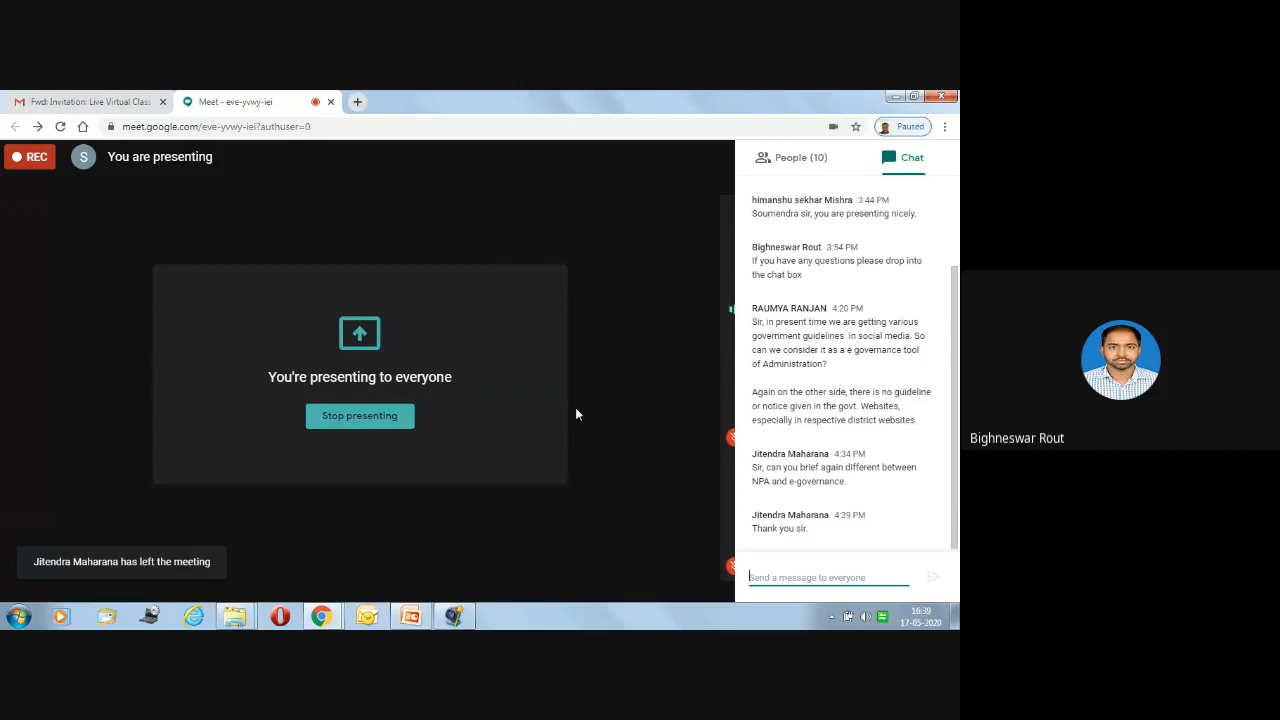 Fwd: Invitation: Live Virtual Class
Meet - eve-yvwy-iei
meet.google.com/eve-yvwy-iei?authuser=0
Paused
REC
S
You are presenting
People (10)
Chat
himanshu sekhar Mishra 3:44 PM
Soumendra sir, you are presenting nicely.
Bighneswar Rout 3:54 PM
If you have any questions please drop into
the chat box
RAUMYA RANJAN 4:20 PM
Sir, in present time we are getting various
government guidelines in social media. So
can we consider it as a e governance tool
of Administration?
Again on the other side, there is no guideline
or notice given in the govt. Websites,
especially in respective district websites.
Jitendra Maharana 4:34 PM
Sir, can you brief again different between
NPA and e-governance.
Jitendra Maharana 4:39 PM
Thank you sir.
Send a message to everyone
You're presenting to everyone
Stop presenting
Jitendra Maharana has left the meeting
16:39
17-05-2020
Bighneswar Rout